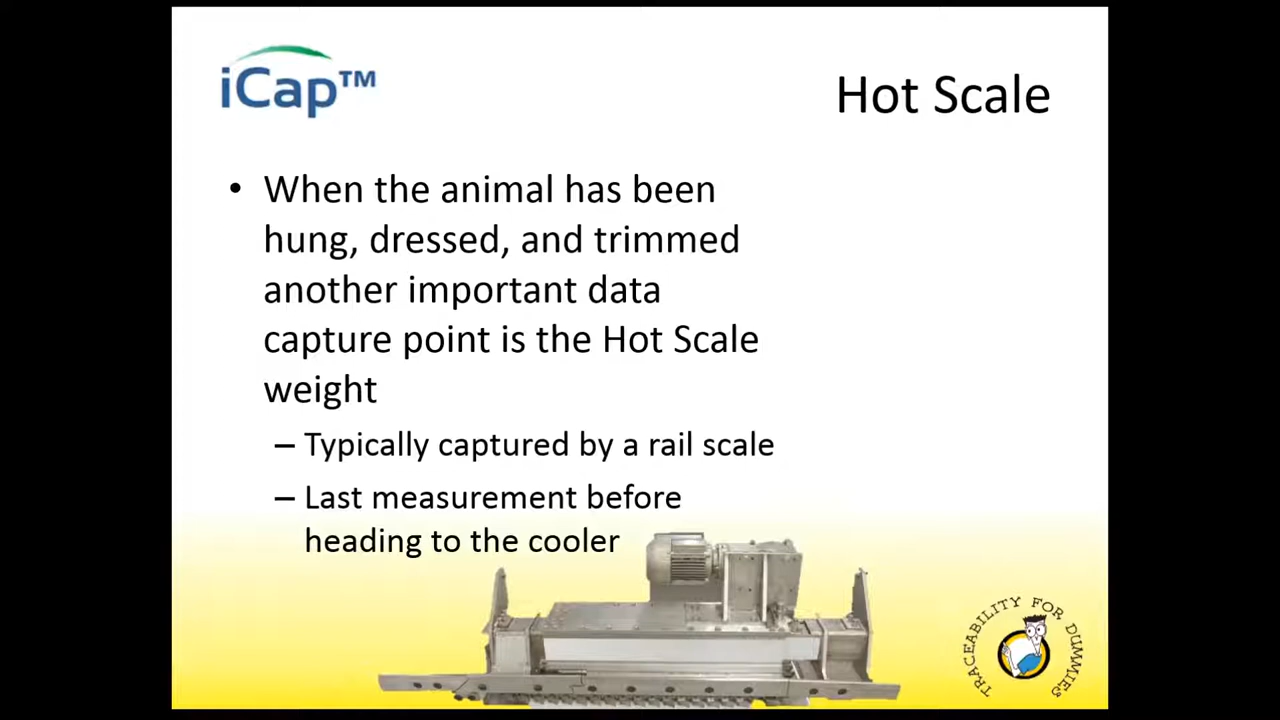 iCap™
Hot Scale
• When the animal has been
hung, dressed, and trimmed
another important data
capture point is the Hot Scale
weight
– Typically captured by a rail scale
– Last measurement before
heading to the cooler
TRACEABILITY FOR DUMMIES